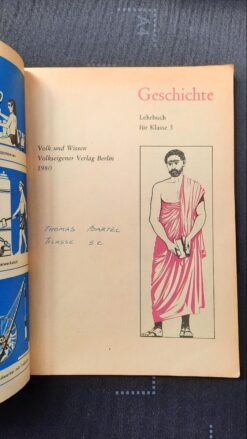 Geschichte
Lehrbuch
für Klasse 5
Volk und Wissen
Volkseigener Verlag Berlin
1980
THOMAS BARTEL
KLASSE 5c.